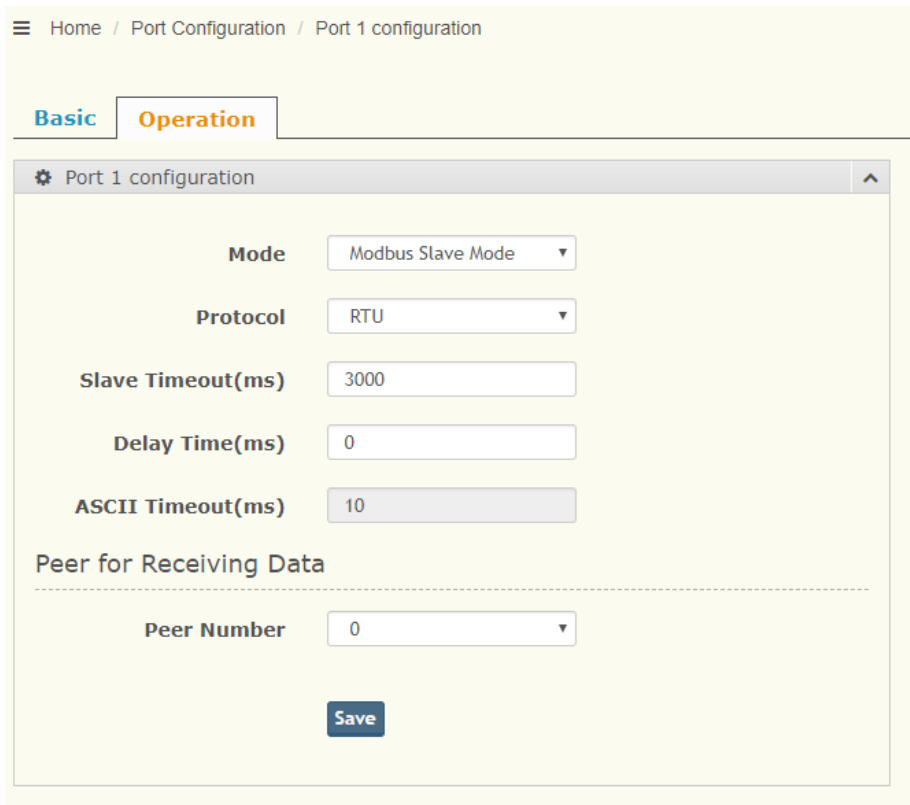 Home / Port Configuration / Port 1 configuration
Basic Operation
Port 1 configuration
Mode Modbus Slave Mode
Protocol RTU
Slave Timeout(ms) 3000
Delay Time(ms) 0
ASCII Timeout(ms) 10
Peer for Receiving Data
Peer Number 0
Save